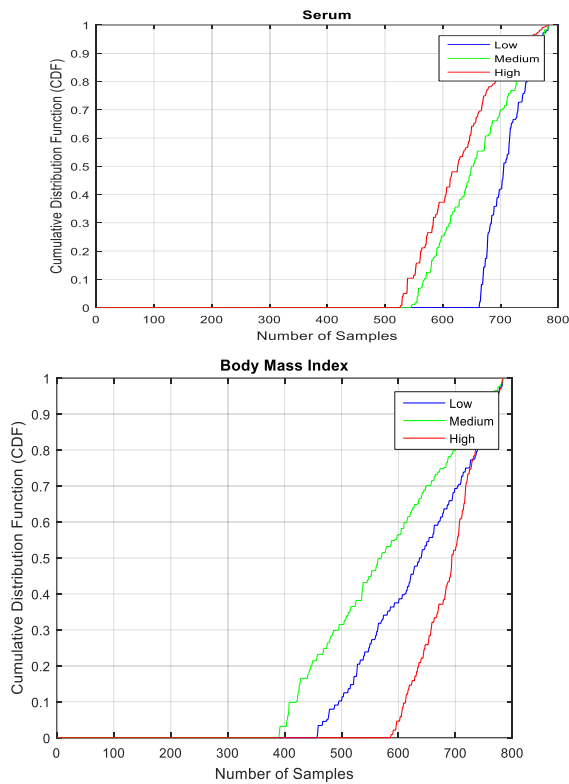 Serum
Cumulative Distribution Function (CDF)
1
0.9
0.8
0.7
0.6
0.5
0.4
0.3
0.2
0.1
0
Low
Medium
High
0 100 200 300 400 500 600 700 800
Number of Samples
Body Mass Index
Cumulative Distribution Function (CDF)
1
0.9
0.8
0.7
0.6
0.5
0.4
0.3
0.2
0.1
0
Low
Medium
High
0 100 200 300 400 500 600 700 800
Number of Samples